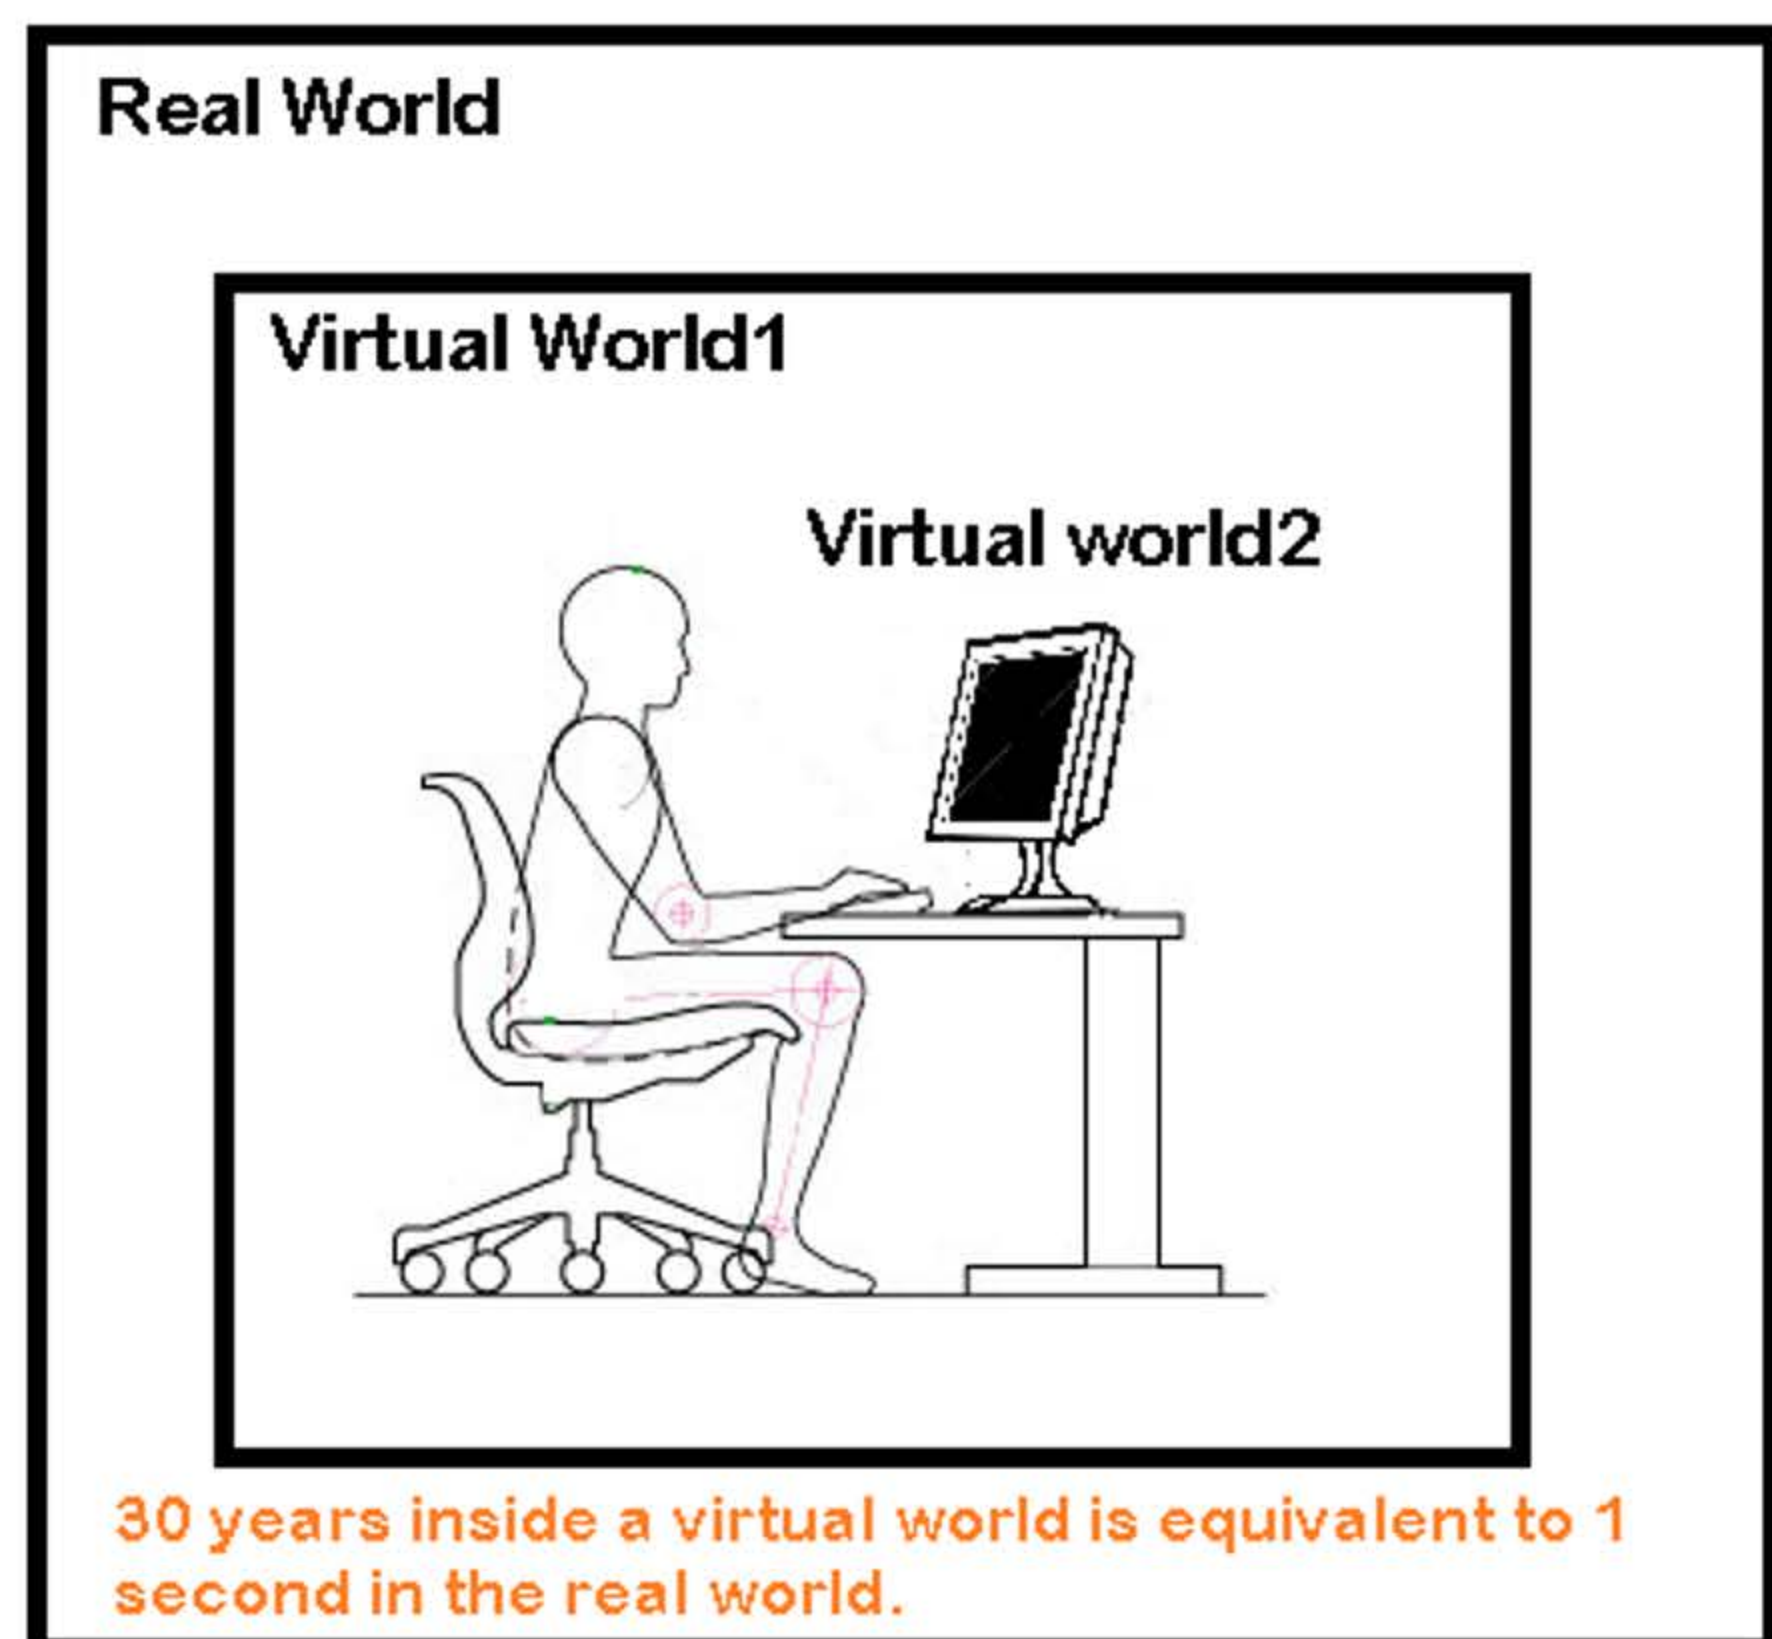 Real World
Virtual World1
Virtual world2
30 years inside a virtual world is equivalent to 1
second in the real world.